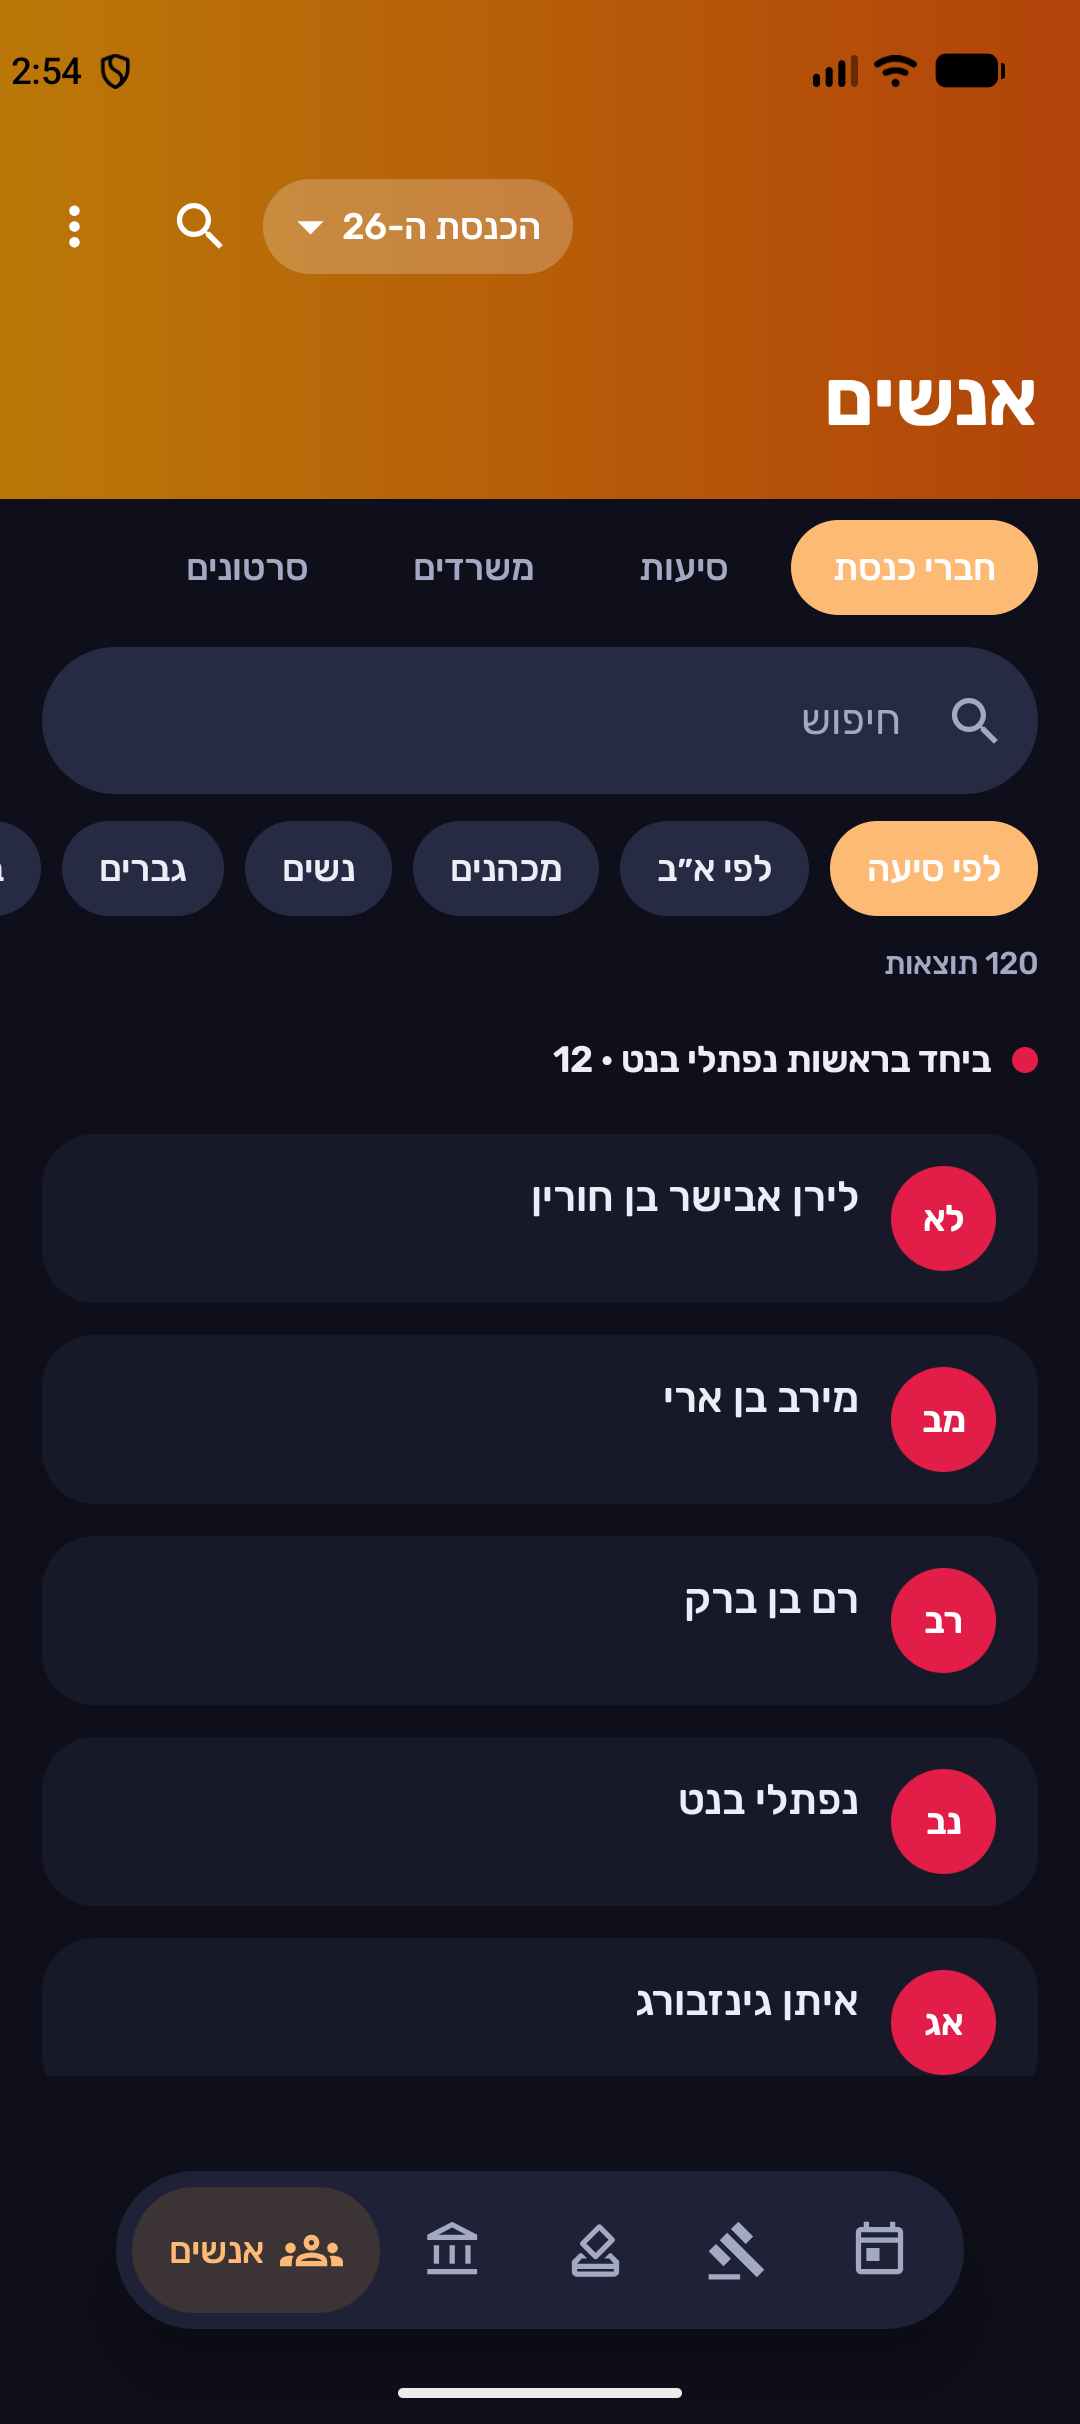 2:54
הכנסת ה-26
אנשים
חברי כנסת
סיעות
משרדים
סרטונים
חיפוש
לפי סיעה
לפי א״ב
מכהנים
נשים
גברים
120 תוצאות
ביחד בראשות נפתלי בנט • 12
לא
לירן אבישר בן חורין
מב
מירב בן ארי
רב
רם בן ברק
נב
נפתלי בנט
אג
איתן גינזבורג
אנשים